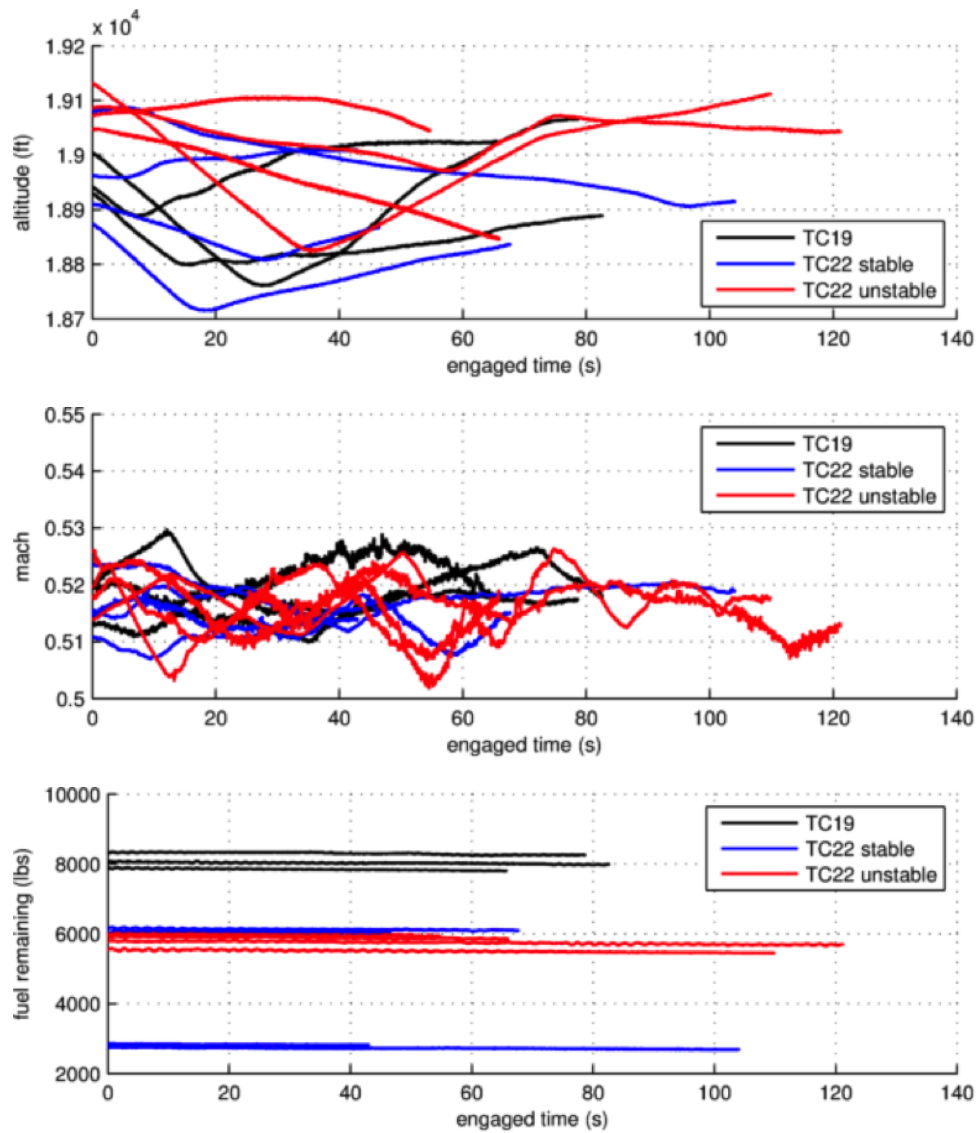 x 10⁴
1.92
1.91
1.9
1.89
1.88
1.87
altitude (ft)
TC19
TC22 stable
TC22 unstable
0 20 40 60 80 100 120 140
engaged time (s)
0.55
0.54
0.53
0.52
0.51
0.5
mach
TC19
TC22 stable
TC22 unstable
0 20 40 60 80 100 120 140
engaged time (s)
10000
8000
6000
4000
2000
fuel remaining (lbs)
TC19
TC22 stable
TC22 unstable
0 20 40 60 80 100 120 140
engaged time (s)